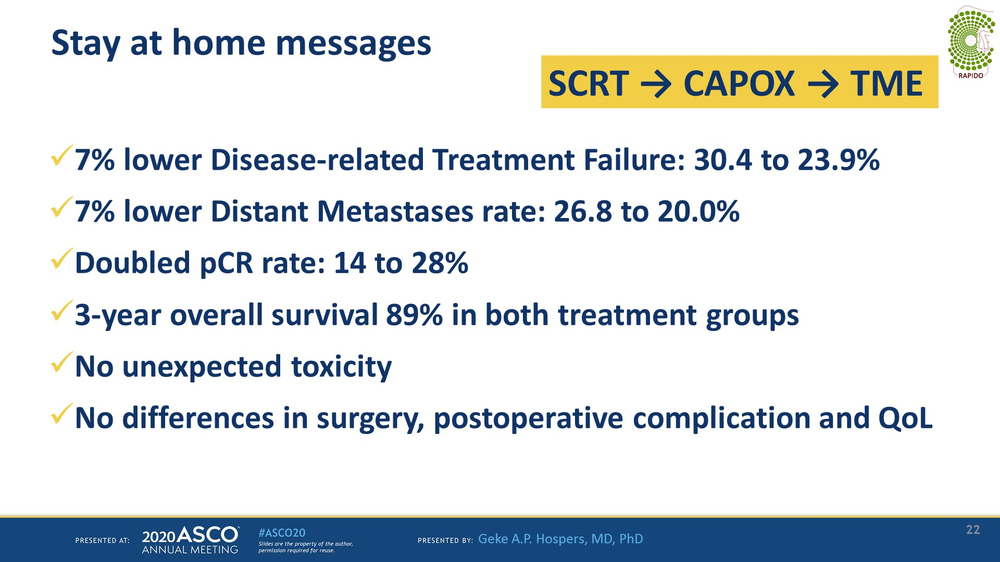 Stay at home messages
RAPIDO
SCRT → CAPOX → TME
✓7% lower Disease-related Treatment Failure: 30.4 to 23.9%
✓7% lower Distant Metastases rate: 26.8 to 20.0%
✓Doubled pCR rate: 14 to 28%
✓3-year overall survival 89% in both treatment groups
✓No unexpected toxicity
✓No differences in surgery, postoperative complication and QoL
PRESENTED AT:
2020 ASCO®
ANNUAL MEETING
#ASCO20
Slides are the property of the author,
permission required for reuse.
PRESENTED BY: Geke A.P. Hospers, MD, PhD
22